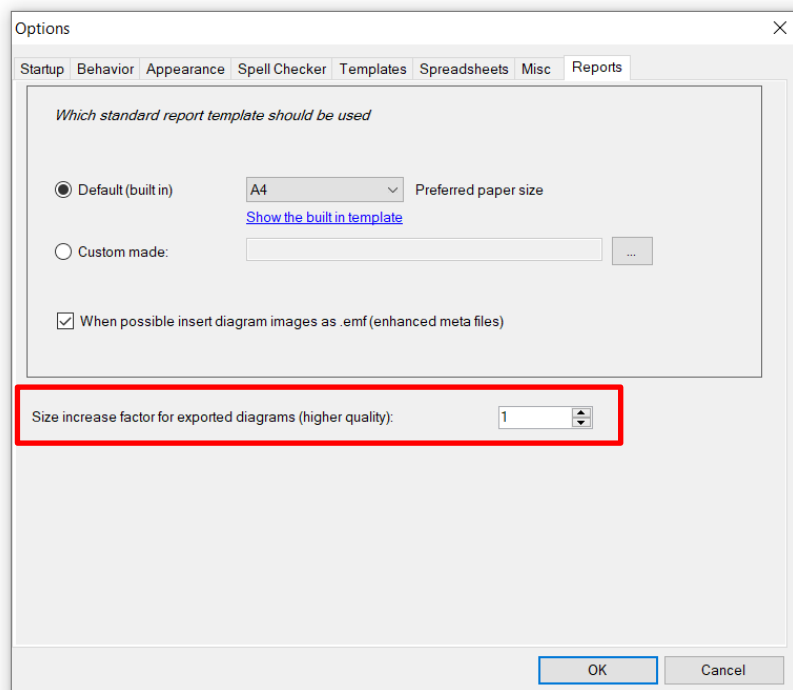 Options
Startup Behavior Appearance Spell Checker Templates Spreadsheets Misc Reports
Which standard report template should be used
Default (built in) A4 Preferred paper size
Show the built in template
Custom made: ...
When possible insert diagram images as .emf (enhanced meta files)
Size increase factor for exported diagrams (higher quality): 1
OK Cancel